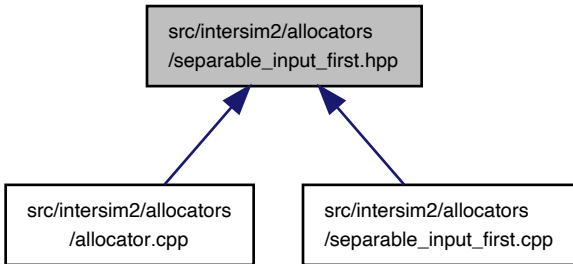 src/intersim2/allocators
/separable_input_first.hpp
src/intersim2/allocators
/allocator.cpp
src/intersim2/allocators
/separable_input_first.cpp